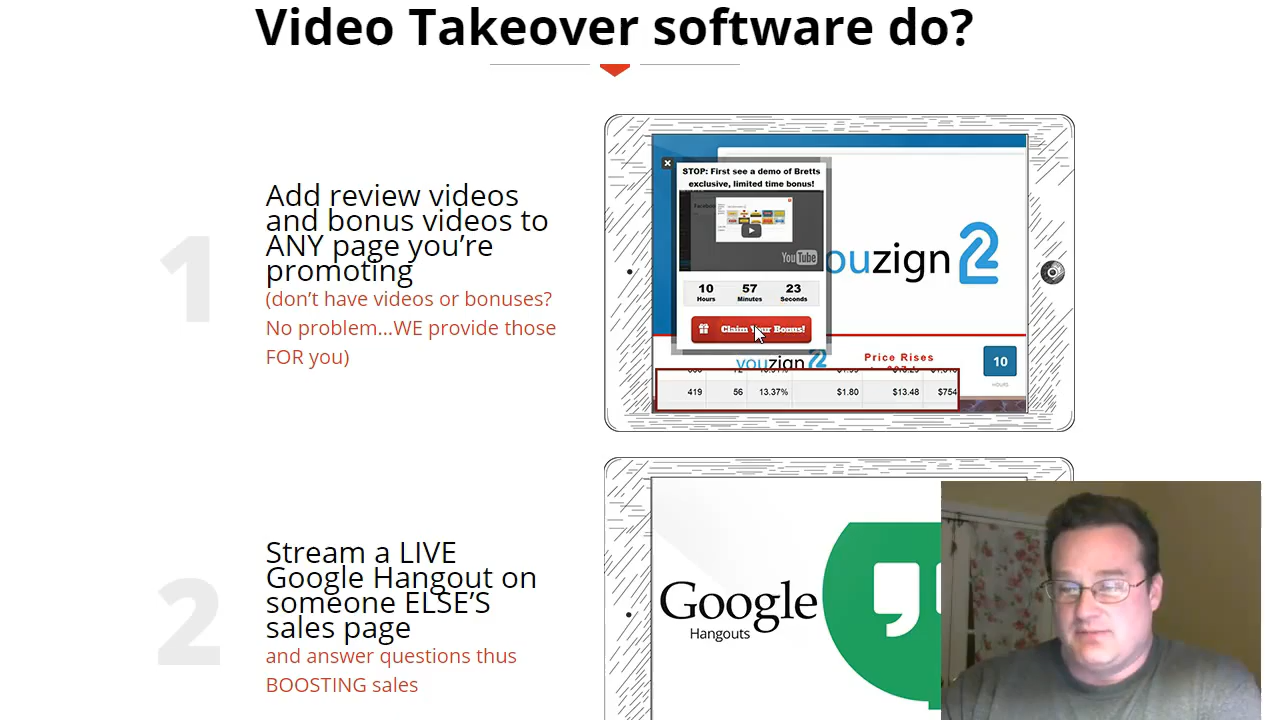 Video Takeover software do?
1
Add review videos
and bonus videos to
ANY page you’re
promoting
(don’t have videos or bonuses?
No problem...WE provide those
FOR you)
STOP: First see a demo of Bretts
exclusive, limited time bonus!
YouTube
10 57 23
Hours Minutes Seconds
Claim Your Bonus!
ouzign 2
youzign 2
Price Rises
10
HOURS
419 56 13.37% $1.80 $13.48 $754
2
Stream a LIVE
Google Hangout on
someone ELSE’S
sales page
and answer questions thus
BOOSTING sales
Google
Hangouts